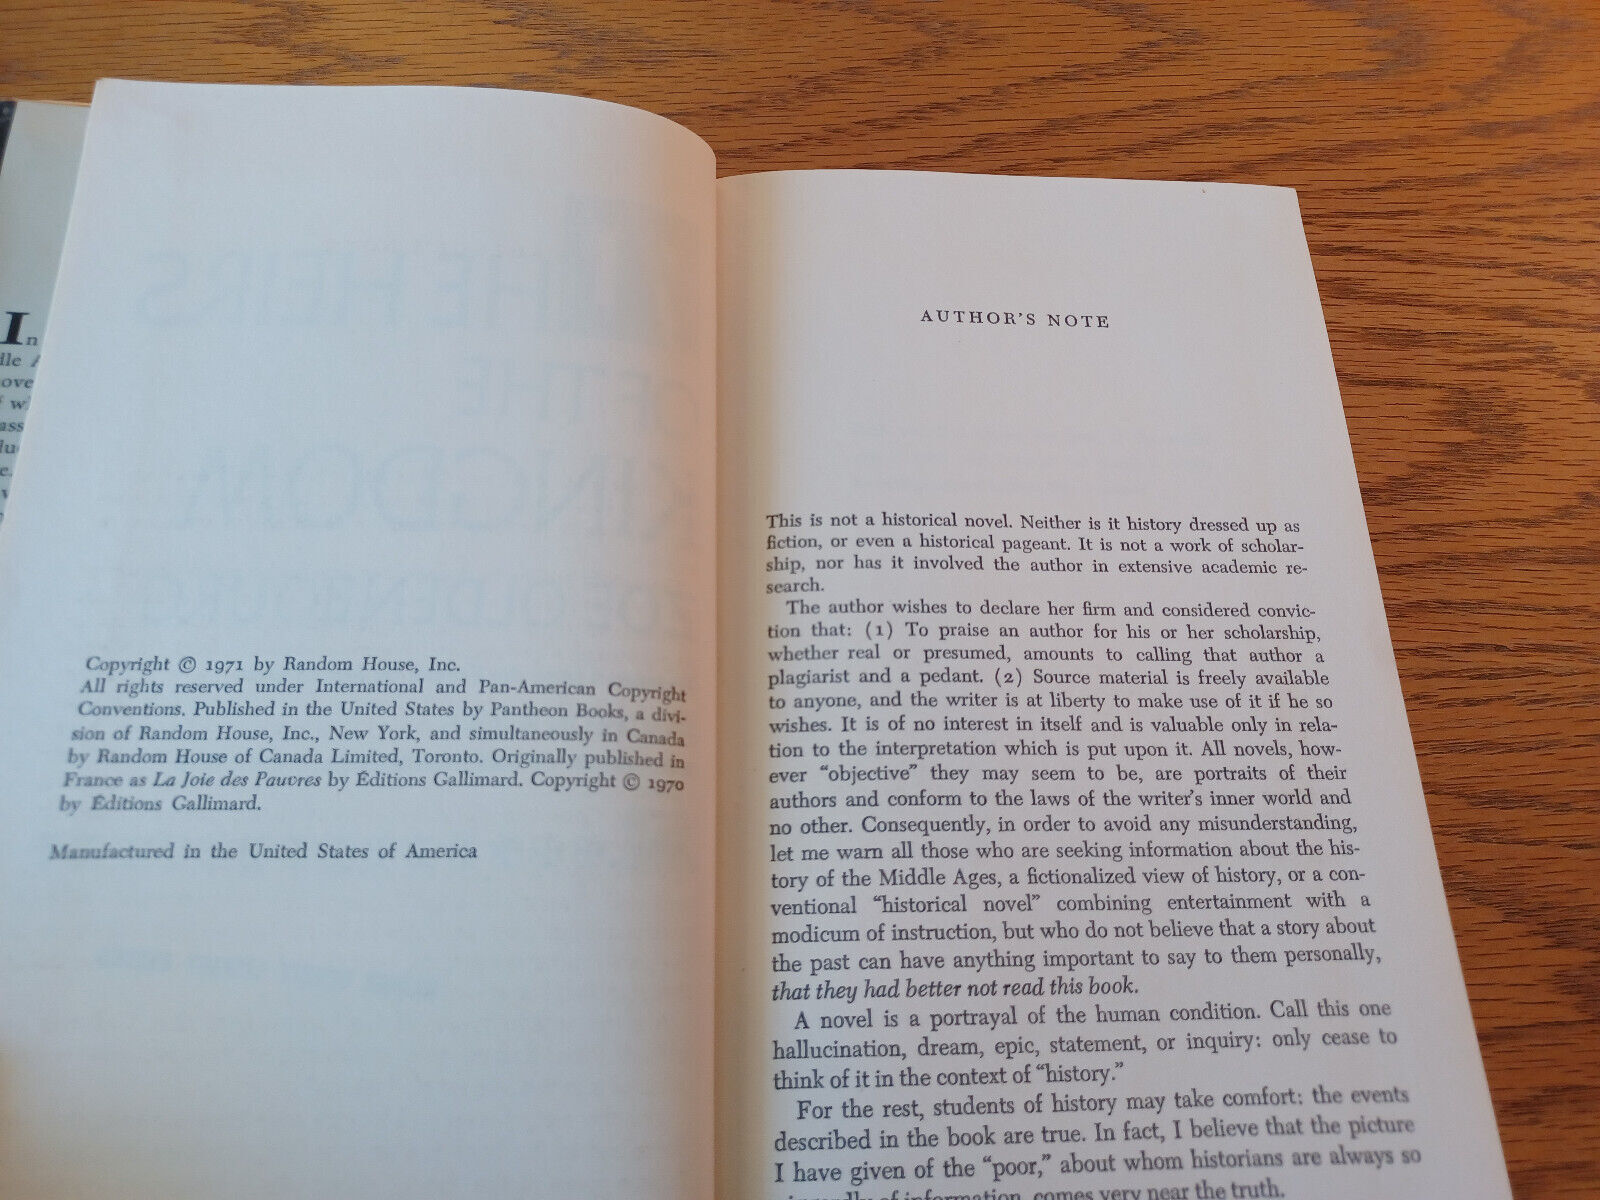 In
dle
ove
f w
ass
lu
e.
Copyright © 1971 by Random House, Inc.
All rights reserved under International and Pan-American Copyright
Conventions. Published in the United States by Pantheon Books, a divi-
sion of Random House, Inc., New York, and simultaneously in Canada
by Random House of Canada Limited, Toronto. Originally published in
France as La Joie des Pauvres by Éditions Gallimard. Copyright © 1970
by Éditions Gallimard.
Manufactured in the United States of America
AUTHOR'S NOTE
This is not a historical novel. Neither is it history dressed up as
fiction, or even a historical pageant. It is not a work of scholar-
ship, nor has it involved the author in extensive academic re-
search.
The author wishes to declare her firm and considered convic-
tion that: (1) To praise an author for his or her scholarship,
whether real or presumed, amounts to calling that author a
plagiarist and a pedant. (2) Source material is freely available
to anyone, and the writer is at liberty to make use of it if he so
wishes. It is of no interest in itself and is valuable only in rela-
tion to the interpretation which is put upon it. All novels, how-
ever “objective” they may seem to be, are portraits of their
authors and conform to the laws of the writer's inner world and
no other. Consequently, in order to avoid any misunderstanding,
let me warn all those who are seeking information about the his-
tory of the Middle Ages, a fictionalized view of history, or a con-
ventional “historical novel” combining entertainment with a
modicum of instruction, but who do not believe that a story about
the past can have anything important to say to them personally,
that they had better not read this book.
A novel is a portrayal of the human condition. Call this one
hallucination, dream, epic, statement, or inquiry: only cease to
think of it in the context of “history.”
For the rest, students of history may take comfort: the events
described in the book are true. In fact, I believe that the picture
I have given of the “poor,” about whom historians are always so
of information, comes very near the truth.